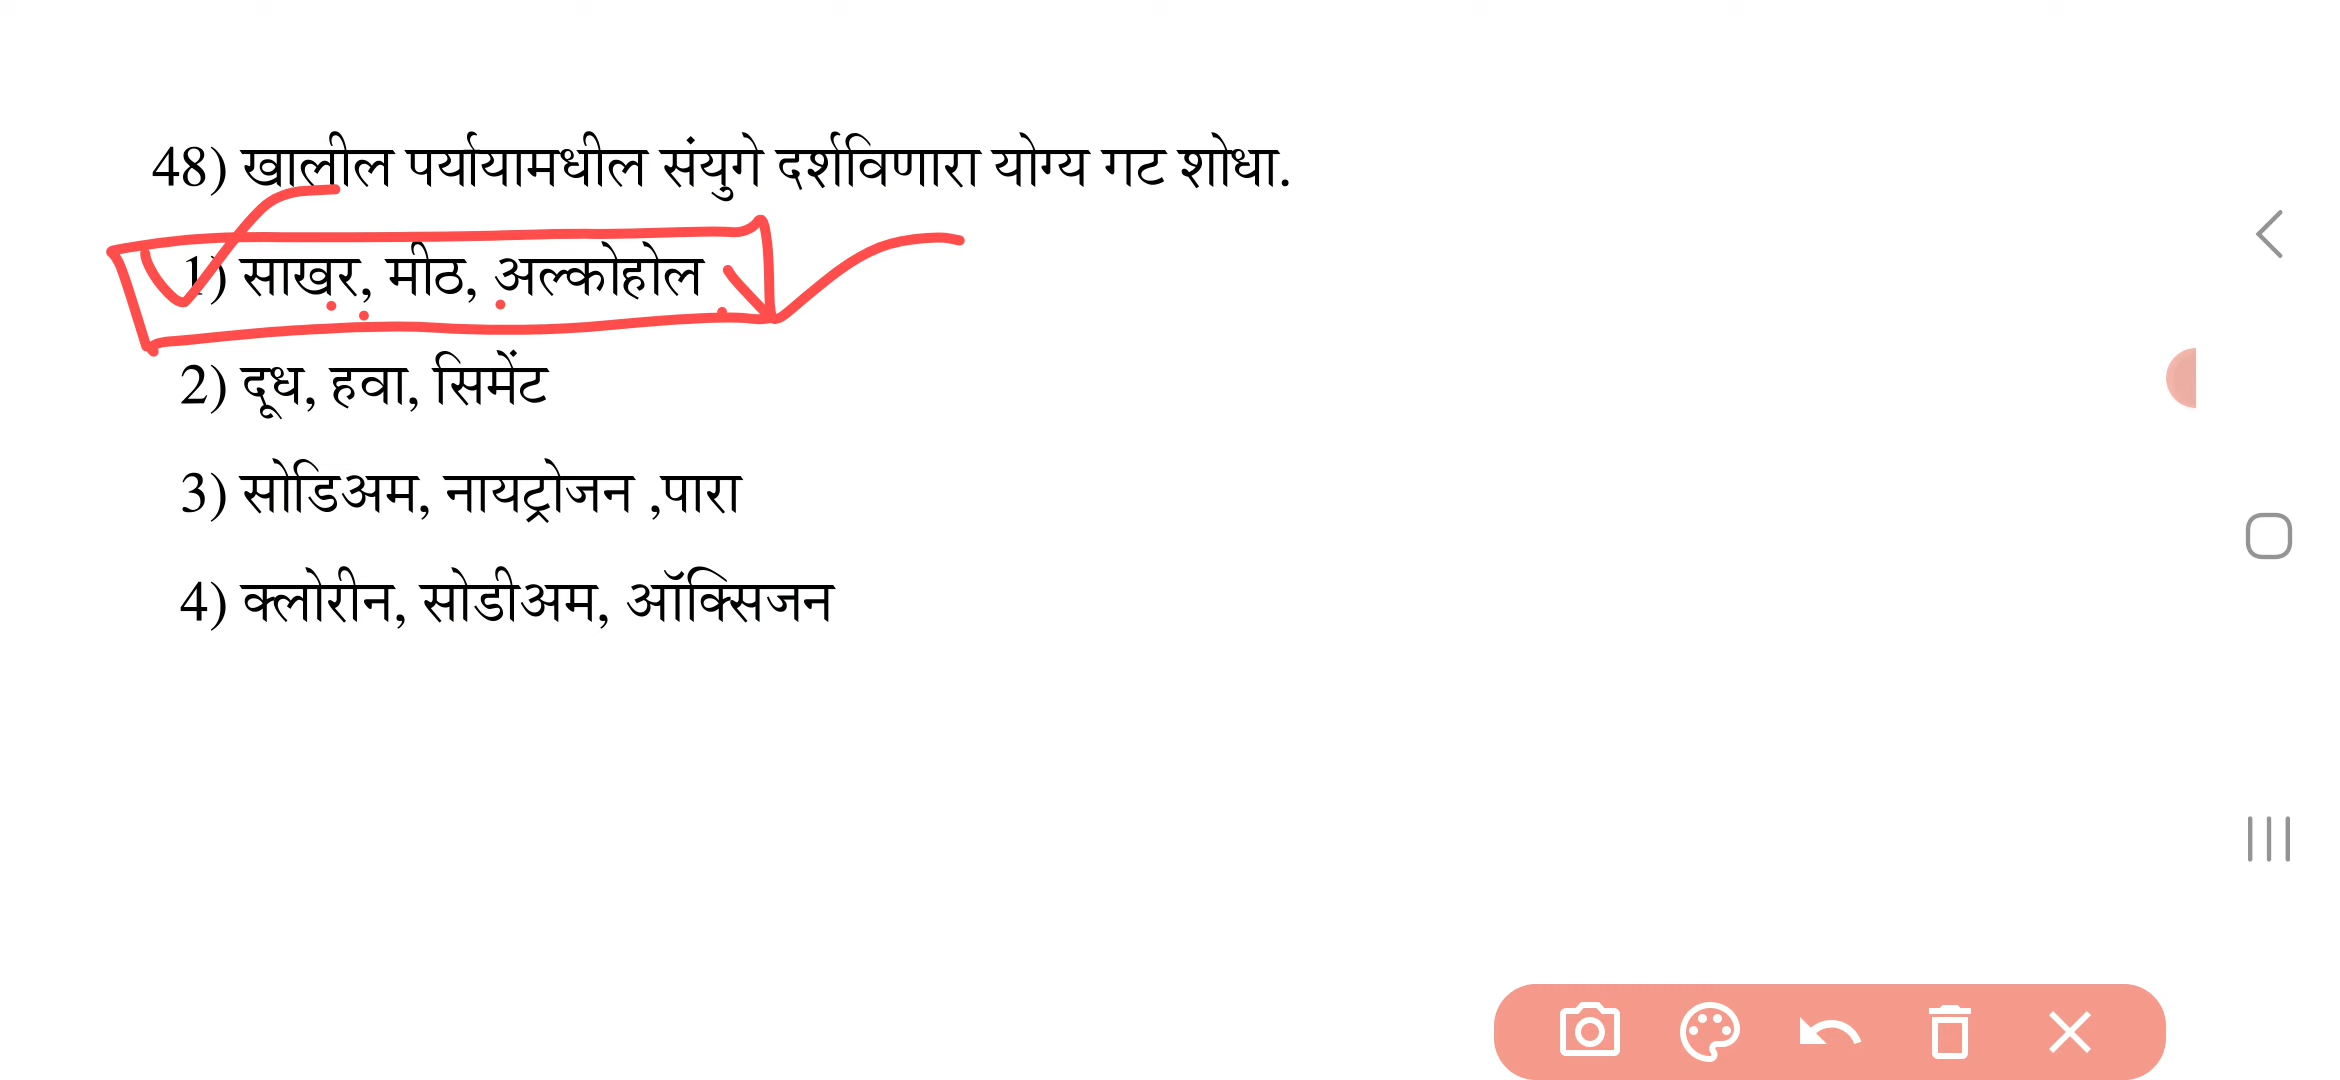 48) खालील पर्यायामधील संयुगे दर्शविणारा योग्य गट शोधा.
1) साखर, मीठ, अल्कोहोल
2) दूध, हवा, सिमेंट
3) सोडिअम, नायट्रोजन ,पारा
4) क्लोरीन, सोडीअम, ऑक्सिजन